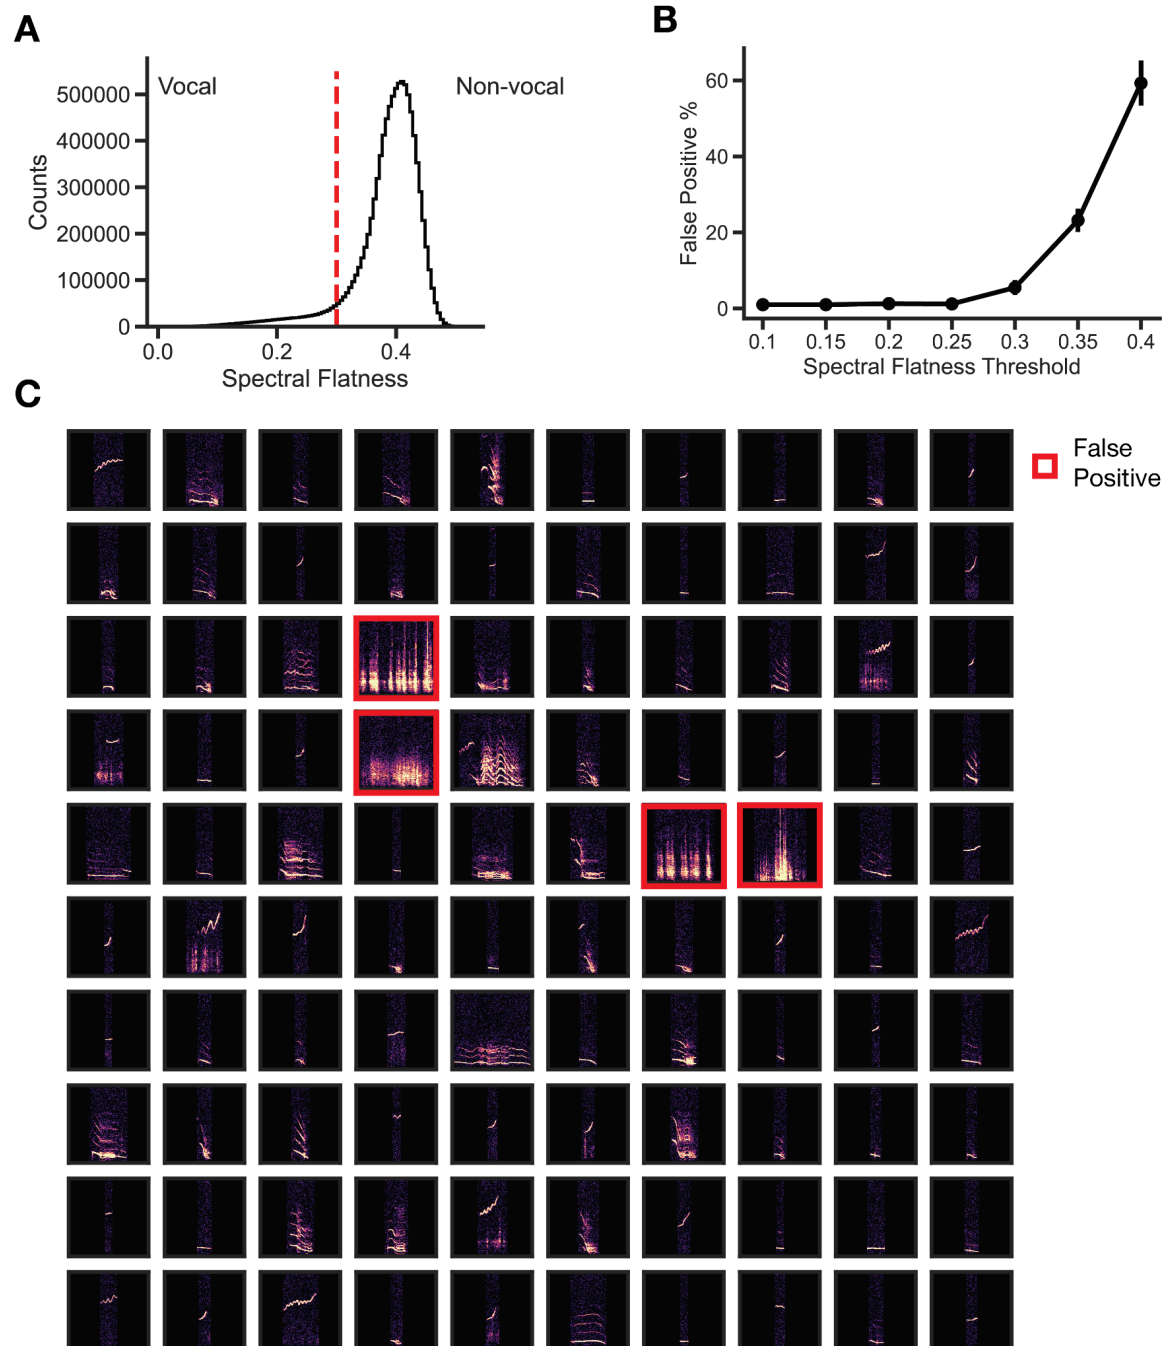 A
Vocal
Non-vocal
500000
400000
300000
200000
100000
0
Counts
0.0
0.2
0.4
Spectral Flatness
B
60
40
20
0
False Positive %
0.1
0.15
0.2
0.25
0.3
0.35
0.4
Spectral Flatness Threshold
C
False
Positive